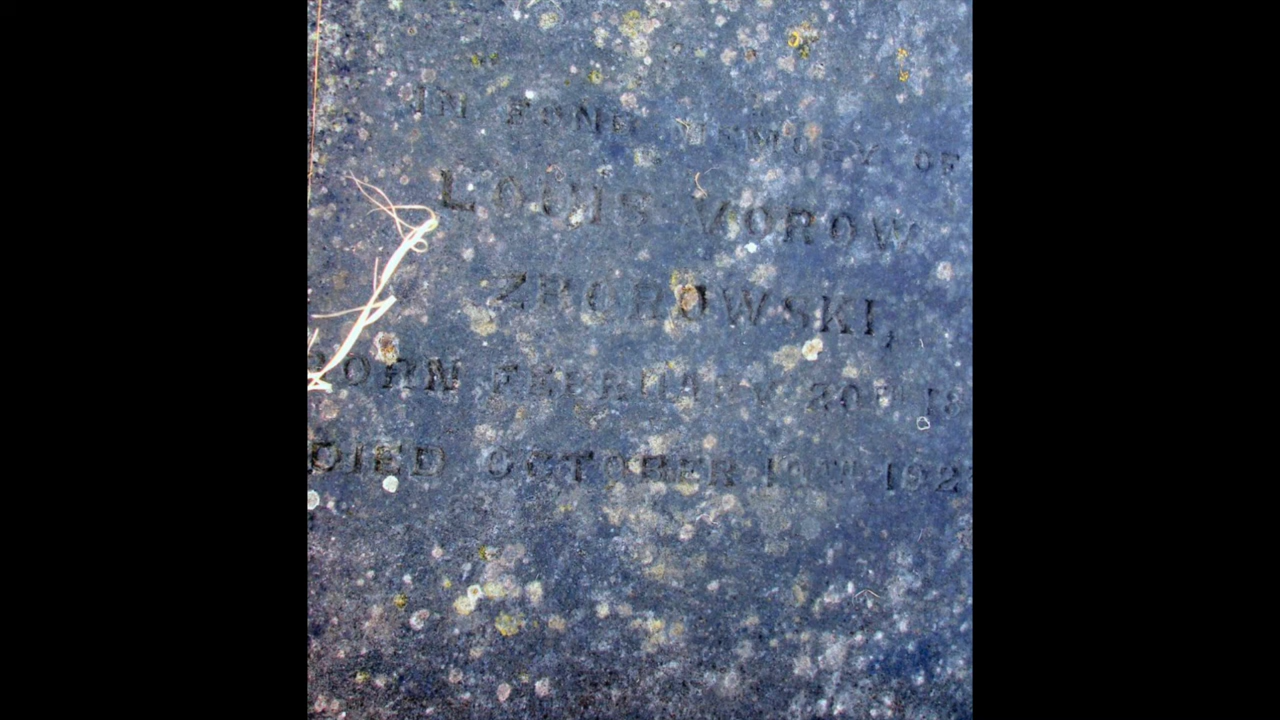 IN FOND MEMORY OF
LOUIS VOROW
ZBOROWSKI,
BORN FEBRUARY 20TH 18
DIED OCTOBER 19TH 192